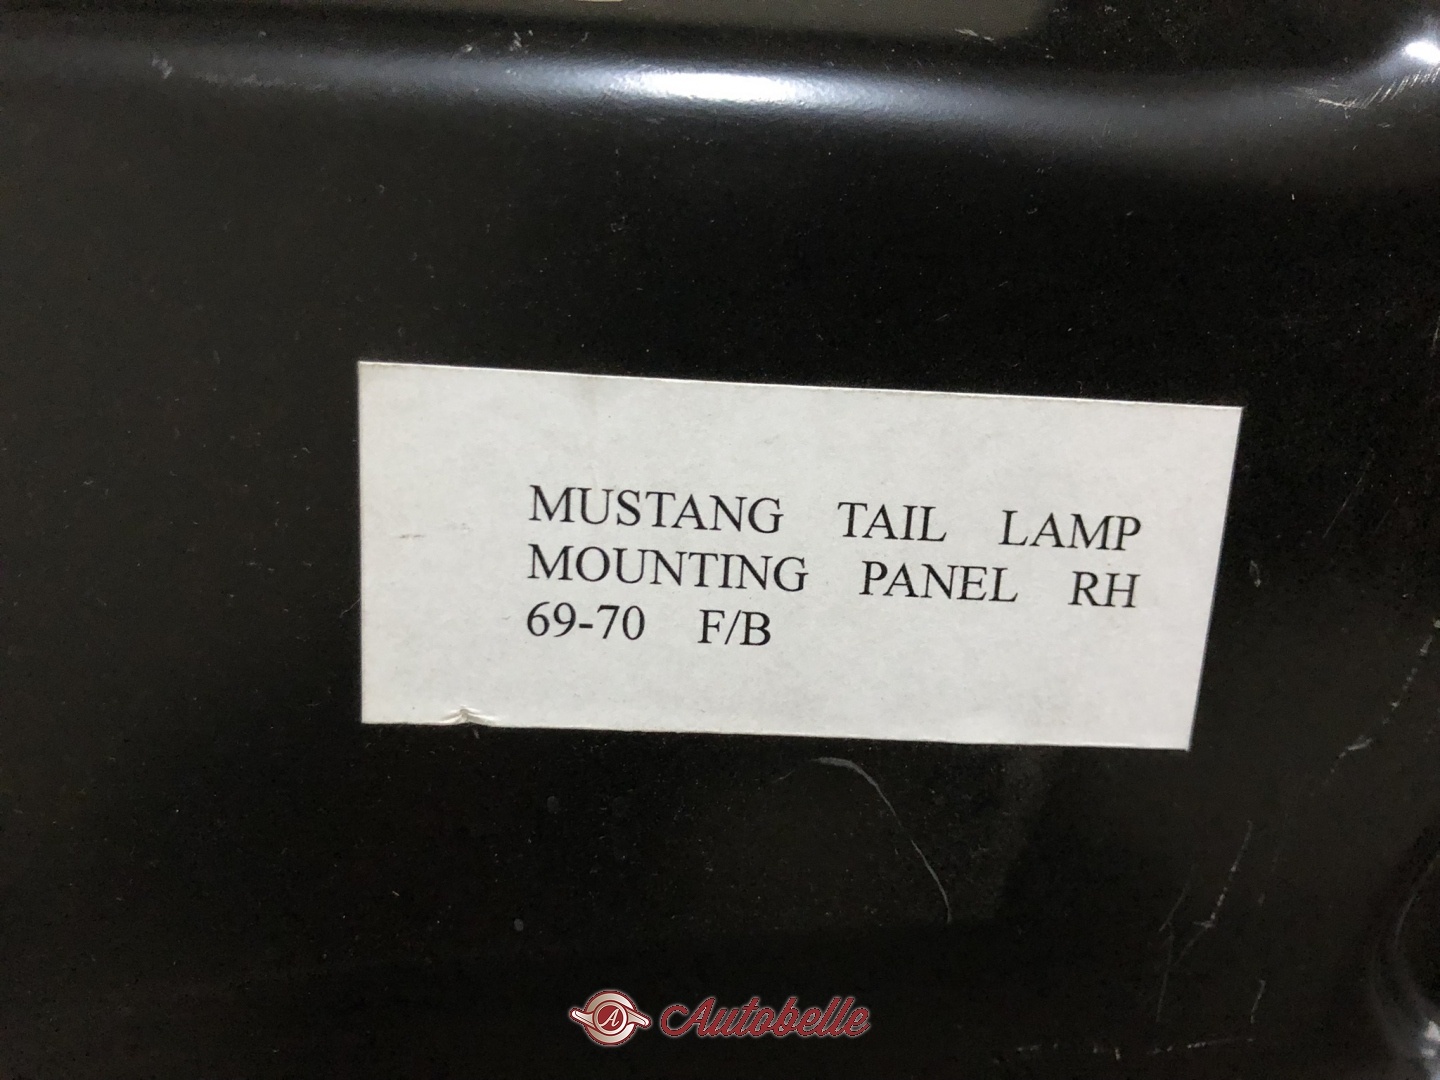 MUSTANG TAIL LAMP
MOUNTING PANEL RH
69-70 F/B
A Autobelle